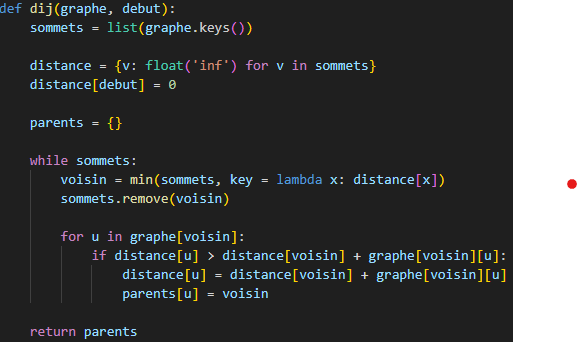 def dij(graphe, debut):
    sommets = list(graphe.keys())
    distance = {v: float('inf') for v in sommets}
    distance[debut] = 0
    parents = {}
    while sommets:
        voisin = min(sommets, key = lambda x: distance[x])
        sommets.remove(voisin)
        for u in graphe[voisin]:
            if distance[u] > distance[voisin] + graphe[voisin][u]:
                distance[u] = distance[voisin] + graphe[voisin][u]
                parents[u] = voisin
    return parents